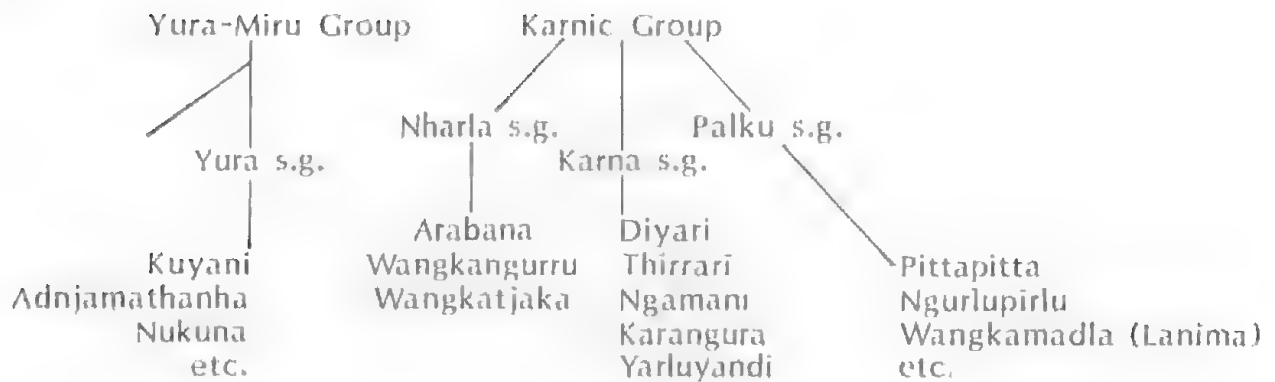 Yura-Miru Group Karnic Group
Nharla s.g. Palku s.g.
Yura s.g. Karna s.g.
Arabana Diyari
Kuyani Wangkangurru Thirrari Pittapitta
Adnjamathanha Wangkatjaka Ngamani Ngurlupirlu
Nukuna Karangura Wangkamadla (Lanima)
etc. Yarluyandi etc.